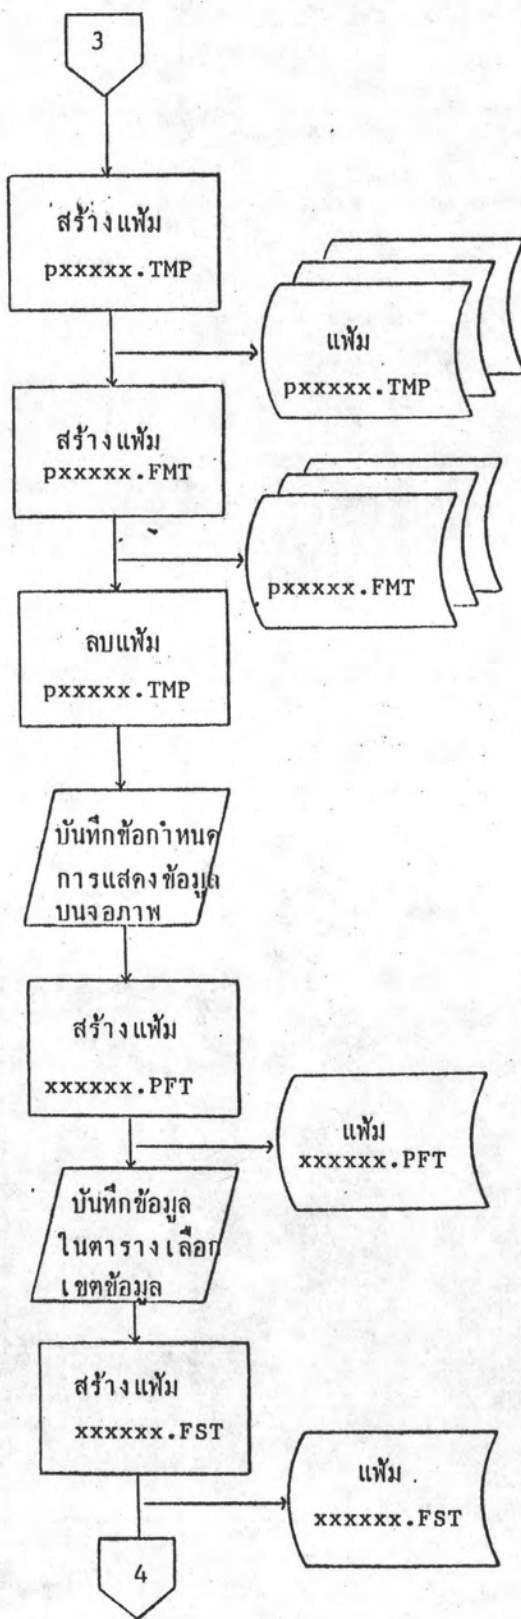 3
สร้างแฟ้ม
pxxxxx.TMP
แฟ้ม
pxxxxx.TMP
สร้างแฟ้ม
pxxxxx.FMT
pxxxxx.FMT
ลบแฟ้ม
pxxxxx.TMP
บันทึกข้อกำหนด
การแสดงข้อมูล
บนจอภาพ
สร้างแฟ้ม
xxxxxx.PFT
แฟ้ม
xxxxxx.PFT
บันทึกข้อมูล
ในตารางเลือก
เขตข้อมูล
สร้างแฟ้ม
xxxxxx.FST
แฟ้ม
xxxxxx.FST
4